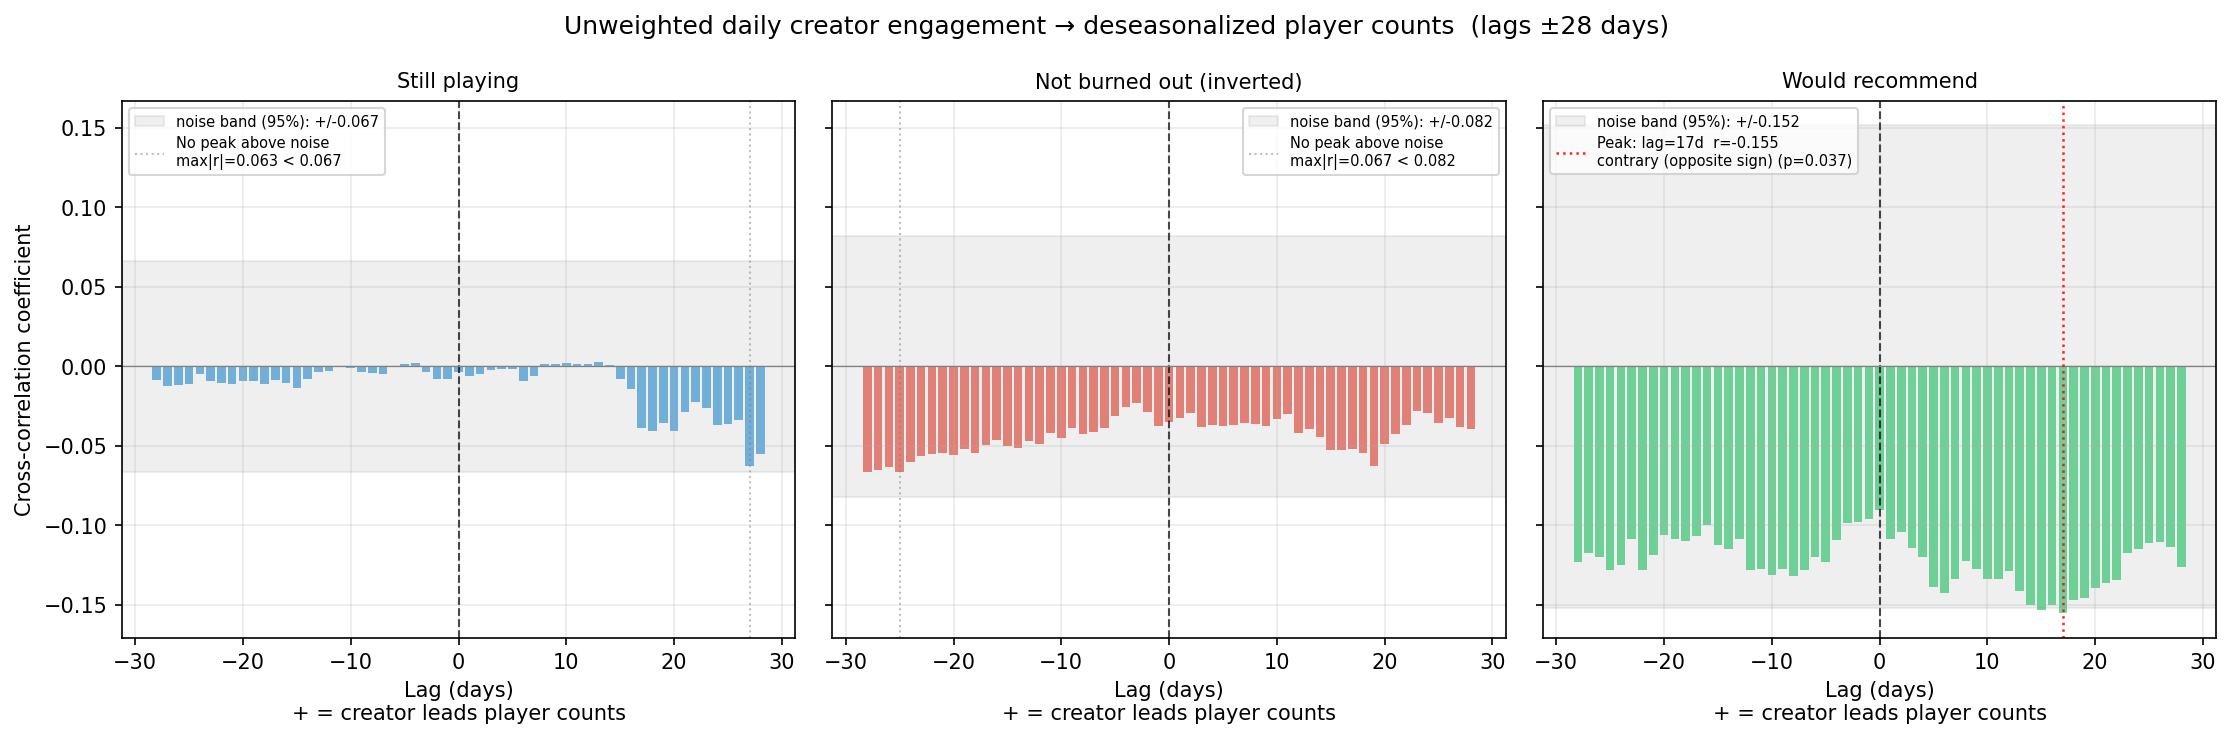 Unweighted daily creator engagement → deseasonalized player counts  (lags ±28 days)
Still playing
noise band (95%): +/-0.067
No peak above noise
max|r|=0.063 < 0.067
0.15
0.10
0.05
0.00
−0.05
−0.10
−0.15
Cross-correlation coefficient
−30 −20 −10 0 10 20 30
Lag (days)
+ = creator leads player counts
Not burned out (inverted)
noise band (95%): +/-0.082
No peak above noise
max|r|=0.067 < 0.082
−30 −20 −10 0 10 20 30
Lag (days)
+ = creator leads player counts
Would recommend
noise band (95%): +/-0.152
Peak: lag=17d  r=-0.155
contrary (opposite sign) (p=0.037)
−30 −20 −10 0 10 20 30
Lag (days)
+ = creator leads player counts